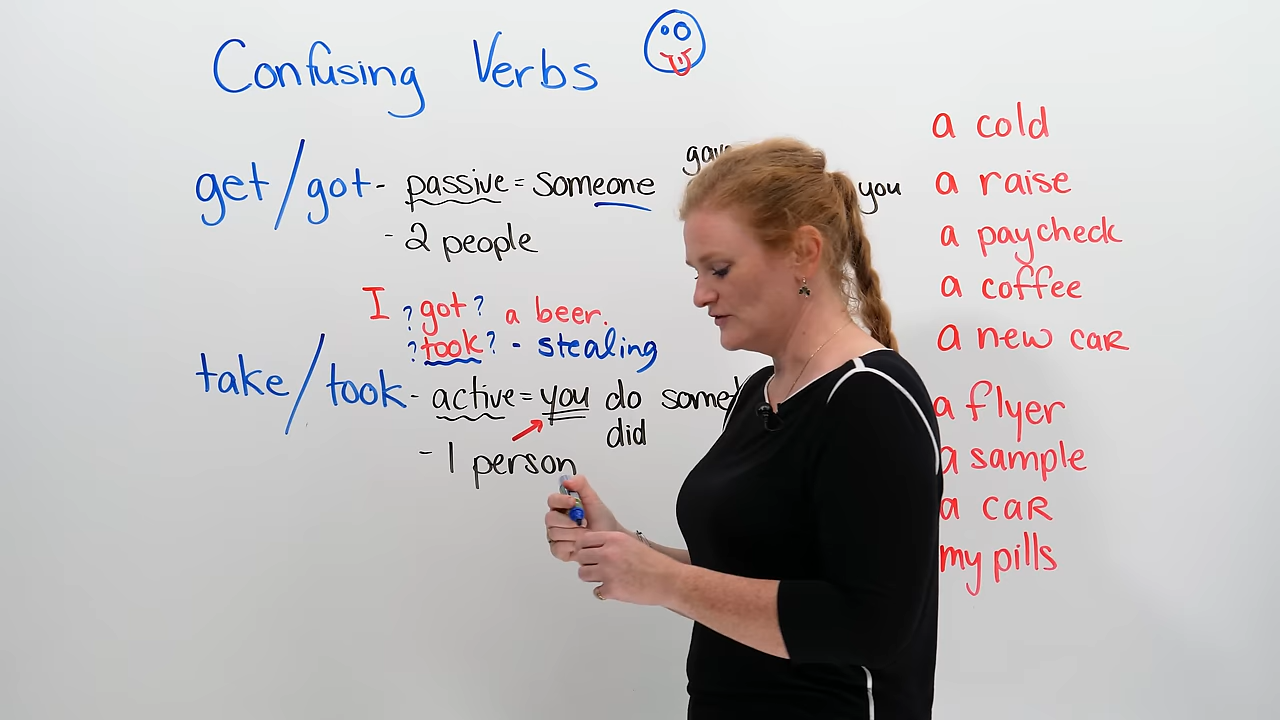 Confusing Verbs
get/got - passive = someone you
- 2 people
I ?got? a beer.
?took? - stealing
take/took - active = you do
did
- 1 person
a cold
a raise
a paycheck
a coffee
a new car
a flyer
a sample
a car
my pills